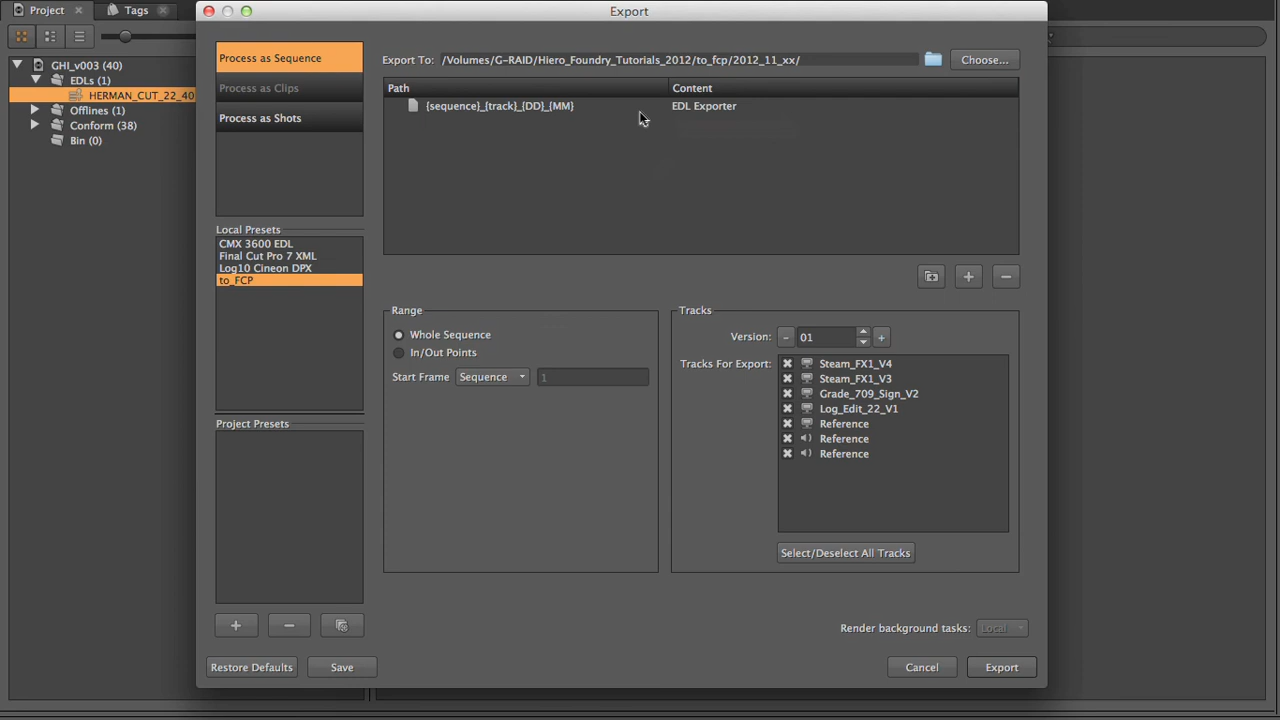 Project
Tags
Export
GHI_v003 (40)
EDLs (1)
HERMAN_CUT_22_40
Offlines (1)
Conform (38)
Bin (0)
Process as Sequence
Process as Clips
Process as Shots
Local Presets
CMX 3600 EDL
Final Cut Pro 7 XML
Log10 Cineon DPX
to_FCP
Project Presets
Restore Defaults
Save
Export To: /Volumes/G-RAID/Hiero_Foundry_Tutorials_2012/to_fcp/2012_11_xx/ Choose...
Path Content
{sequence}_{track}_{DD}_{MM} EDL Exporter
Range
Whole Sequence
In/Out Points
Start Frame Sequence 1
Tracks
Version: - 01 +
Tracks For Export:
Steam_FX1_V4
Steam_FX1_V3
Grade_709_Sign_V2
Log_Edit_22_V1
Reference
Reference
Reference
Select/Deselect All Tracks
Render background tasks: Local
Cancel Export